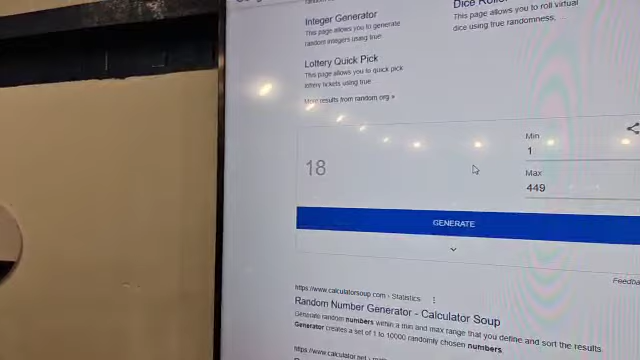 Integer Generator
This page allows you to generate
random integers using true
Dice
This page allows you to roll virtual
dice using true randomness.
Lottery Quick Pick
This page allows you to quick pick
lottery tickets using true
More results from random.org »
18
Min
1
Max
449
GENERATE
https://www.calculatorsoup.com › Statistics
Random Number Generator - Calculator Soup
Generate random numbers within a min and max range that you define and sort the results.
Generator creates a set of 1 to 10000 randomly chosen numbers.
https://www.calculator.net